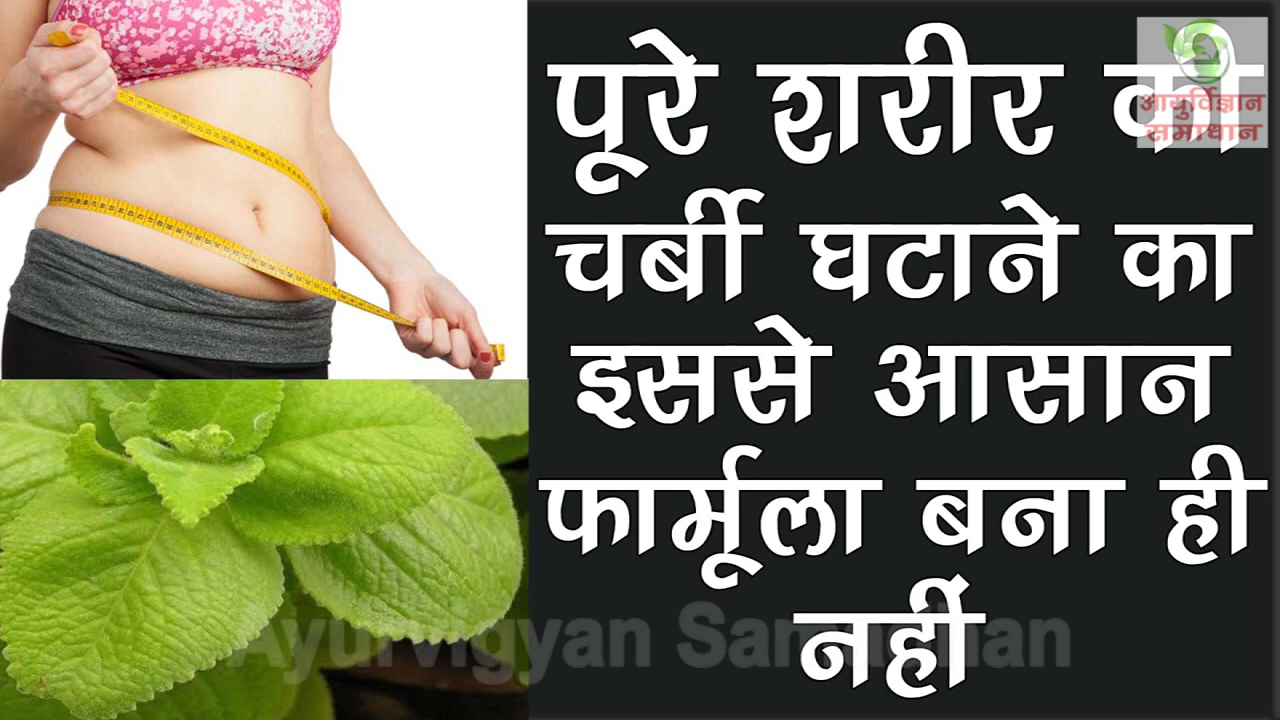 पूरे शरीर की
चर्बी घटाने का
इससे आसान
फार्मूला बना ही
नहीं
आयुर्विज्ञान
समाधान
Ayurvigyan Samadhan